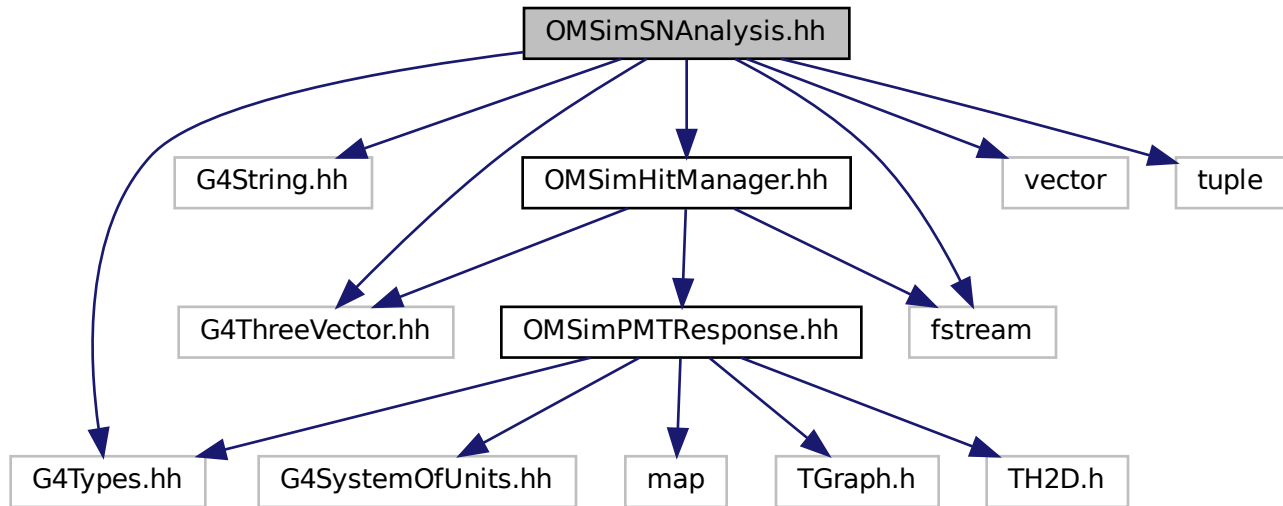 OMSimSNAnalysis.hh
G4String.hh
OMSimHitManager.hh
vector
tuple
G4ThreeVector.hh
OMSimPMTResponse.hh
fstream
G4Types.hh
G4SystemOfUnits.hh
map
TGraph.h
TH2D.h